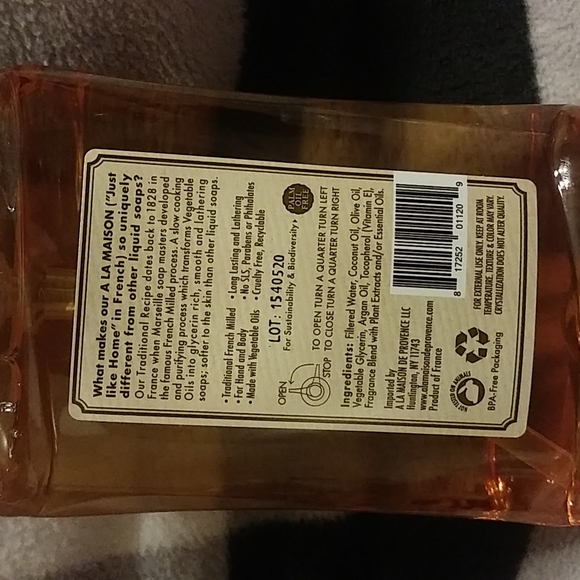 What makes our A LA MAISON ("Just
like Home" in French) so uniquely
different from other liquid soaps?
Our Traditional Recipe dates back to 1828 in
France when Marseille soap masters developed
the famous French Milled process. A slow cooking
and purifying process which transforms Vegetable
Oils into glycerin rich, smooth and lathering
soaps; softer to the skin than other liquid soaps.
• Traditional French Milled • Long Lasting and Lathering
• For Hand and Body • No SLS, Parabens or Phthalates
• Made with Vegetable Oils • Cruelty Free, Recyclable
LOT: 1540520
For Sustainability & Biodiversity
PALM
OIL
FREE
OPEN
STOP
TO OPEN TURN A QUARTER TURN LEFT
TO CLOSE TURN A QUARTER TURN RIGHT
Ingredients: Filtered Water, Coconut Oil, Olive Oil,
Vegetable Glycerin, Argan Oil, Tocopherol (Vitamin E),
Fragrance Blend with Plant Extracts and/or Essential Oils.
Imported by
A LA MAISON DE PROVENCE LLC
Huntington, NY 11743
www.alamaisondeprovence.com
Product of France
8 17252 01120 9
NOT TESTED ON ANIMALS
BPA-Free Packaging
FOR EXTERNAL USE ONLY. KEEP AT ROOM
TEMPERATURE. TEXTURE & COLOR MAY VARY.
CRYSTALLIZATION DOES NOT ALTER QUALITY.